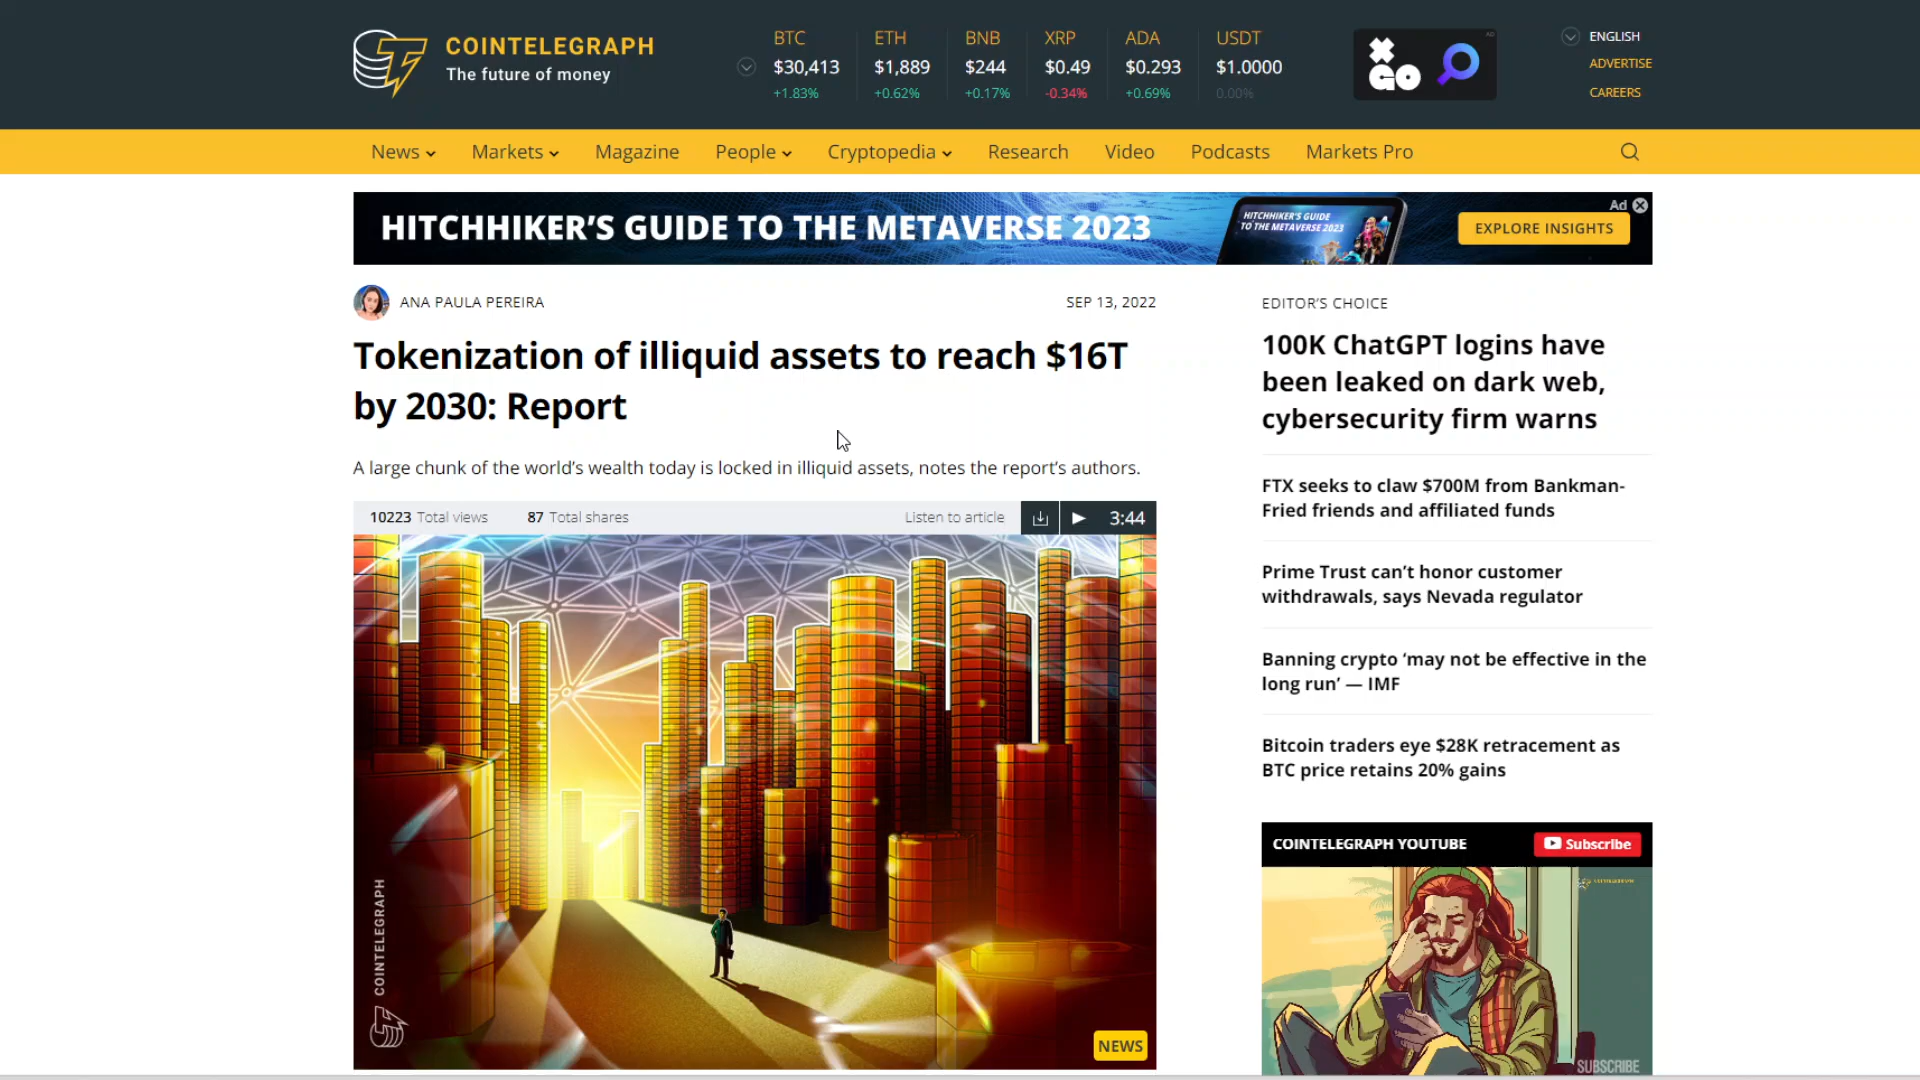 COINTELEGRAPH
The future of money
BTC
$30,413
+1.83%
ETH
$1,889
+0.62%
BNB
$244
+0.17%
XRP
$0.49
-0.34%
ADA
$0.293
+0.69%
USDT
$1.0000
0.00%
AD
GO
ENGLISH
ADVERTISE
CAREERS
News Markets Magazine People Cryptopedia Research Video Podcasts Markets Pro
HITCHHIKER'S GUIDE TO THE METAVERSE 2023
HITCHHIKER'S GUIDE
TO THE METAVERSE 2023
EXPLORE INSIGHTS
Ad
ANA PAULA PEREIRA
SEP 13, 2022
Tokenization of illiquid assets to reach $16T
by 2030: Report
A large chunk of the world's wealth today is locked in illiquid assets, notes the report's authors.
10223 Total views 87 Total shares
Listen to article 3:44
COINTELEGRAPH
NEWS
EDITOR'S CHOICE
100K ChatGPT logins have
been leaked on dark web,
cybersecurity firm warns
FTX seeks to claw $700M from Bankman-
Fried friends and affiliated funds
Prime Trust can't honor customer
withdrawals, says Nevada regulator
Banning crypto ‘may not be effective in the
long run’ — IMF
Bitcoin traders eye $28K retracement as
BTC price retains 20% gains
COINTELEGRAPH YOUTUBE
Subscribe
COINTELEGRAPH
SUBSCRIBE